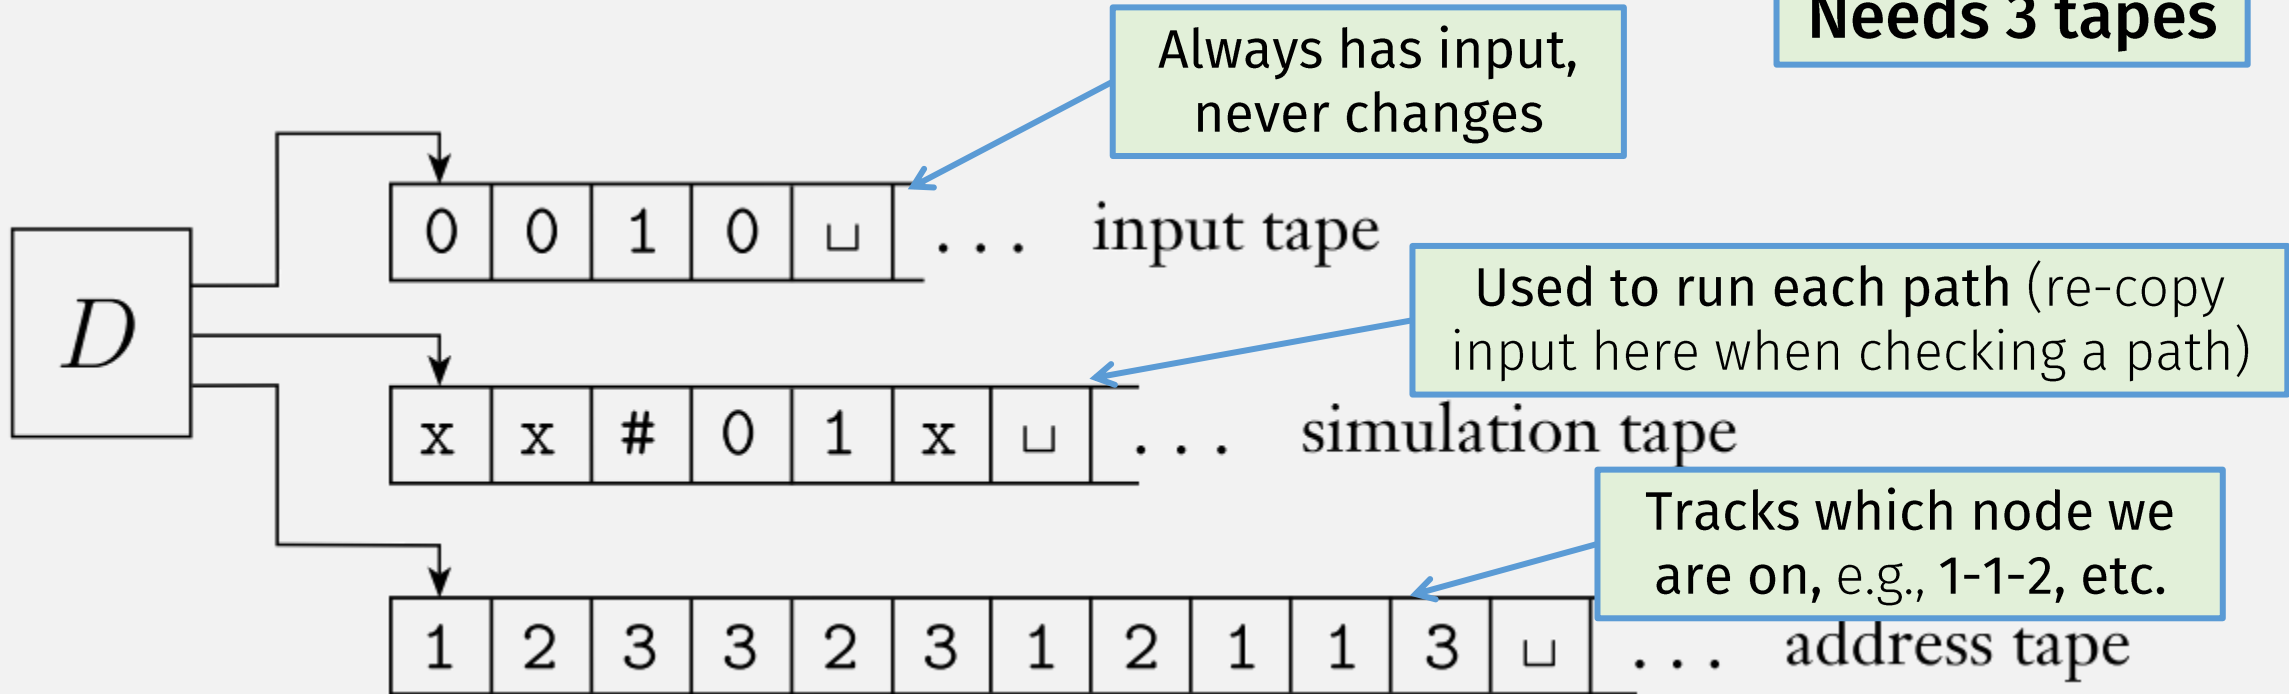 Needs 3 tapes
Always has input,
never changes
0 0 1 0 ␣ ... input tape
Used to run each path (re-copy
input here when checking a path)
D
x x # 0 1 x ␣ ... simulation tape
Tracks which node we
are on, e.g., 1-1-2, etc.
1 2 3 3 2 3 1 2 1 1 3 ␣ ... address tape